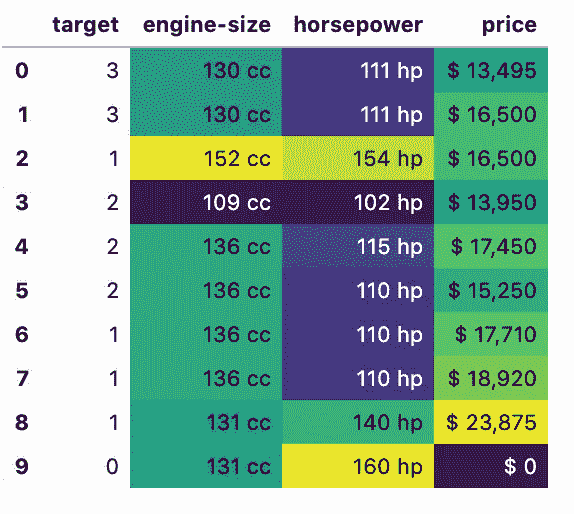 target engine-size horsepower price
0 3 130 cc 111 hp $ 13,495
1 3 130 cc 111 hp $ 16,500
2 1 152 cc 154 hp $ 16,500
3 2 109 cc 102 hp $ 13,950
4 2 136 cc 115 hp $ 17,450
5 2 136 cc 110 hp $ 15,250
6 1 136 cc 110 hp $ 17,710
7 1 136 cc 110 hp $ 18,920
8 1 131 cc 140 hp $ 23,875
9 0 131 cc 160 hp $ 0